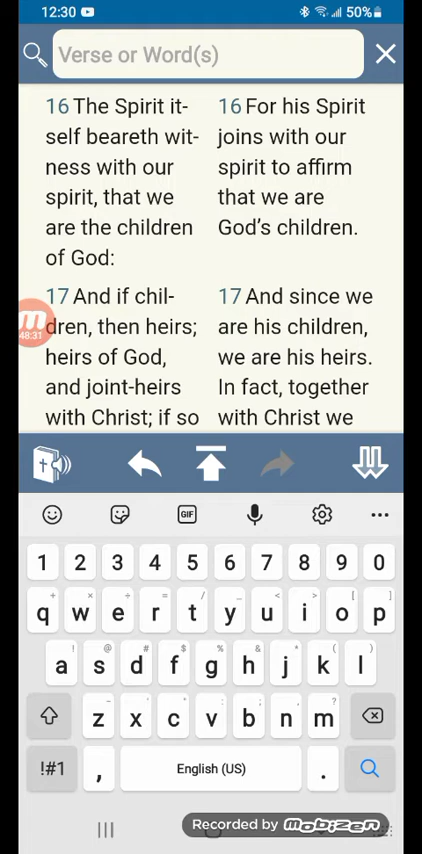 12:30 50%
Verse or Word(s)
16 The Spirit it-
self beareth wit-
ness with our
spirit, that we
are the children
of God:
17 And if chil-
dren, then heirs;
heirs of God,
and joint-heirs
with Christ; if so
16 For his Spirit
joins with our
spirit to affirm
that we are
God’s children.
17 And since we
are his children,
we are his heirs.
In fact, together
with Christ we
48:31
GIF
1 2 3 4 5 6 7 8 9 0
q w e r t y u i o p
a s d f g h j k l
z x c v b n m
!#1 , English (US) .
Recorded by mobizen